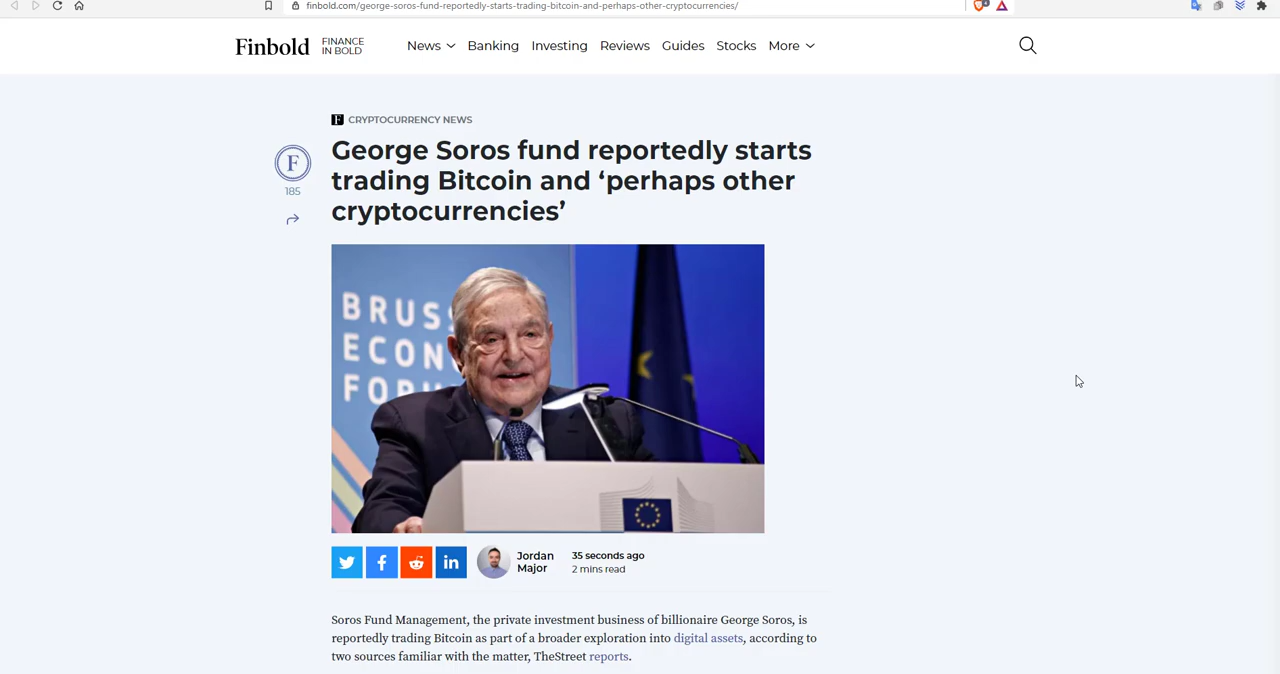 finbold.com/george-soros-fund-reportedly-starts-trading-bitcoin-and-perhaps-other-cryptocurrencies/
Finbold
FINANCE
IN BOLD
News
Banking
Investing
Reviews
Guides
Stocks
More
F
CRYPTOCURRENCY NEWS
George Soros fund reportedly starts
trading Bitcoin and ‘perhaps other
cryptocurrencies’
F
185
BRUSS
ECON
FORU
Jordan
Major
35 seconds ago
2 mins read
Soros Fund Management, the private investment business of billionaire George Soros, is
reportedly trading Bitcoin as part of a broader exploration into digital assets, according to
two sources familiar with the matter, TheStreet reports.